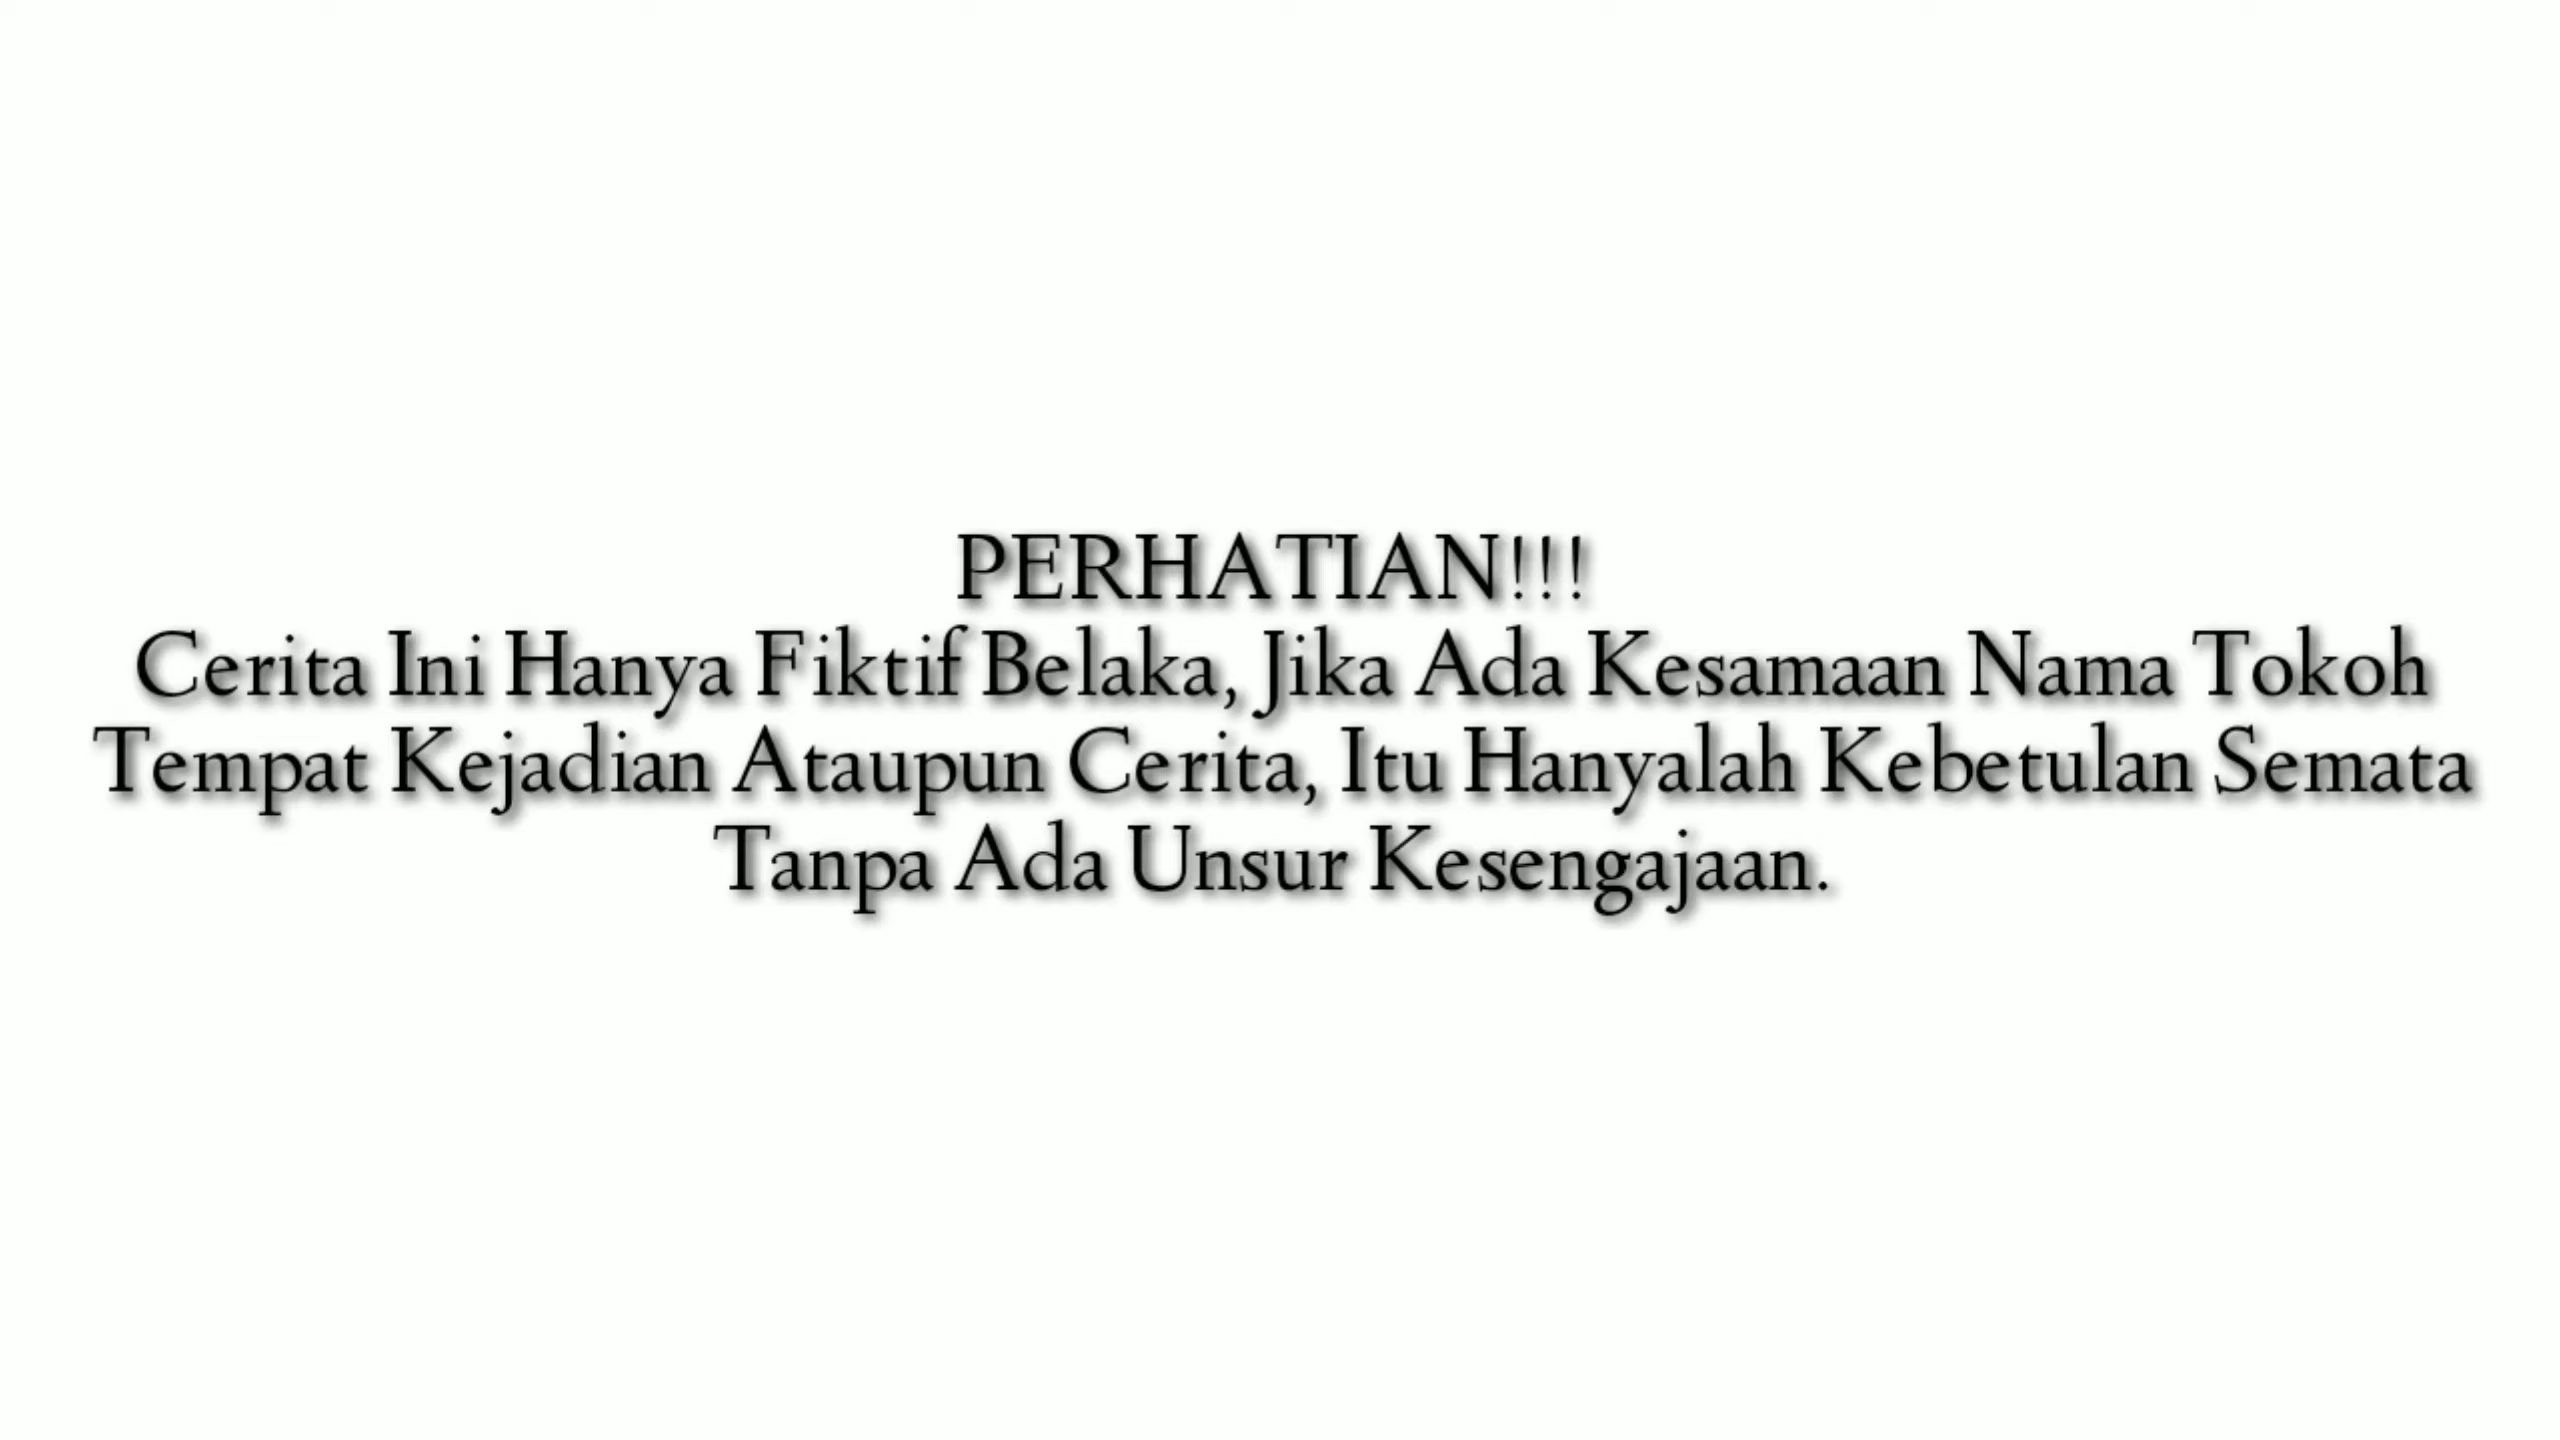 PERHATIAN!!!
Cerita Ini Hanya Fiktif Belaka, Jika Ada Kesamaan Nama Tokoh
Tempat Kejadian Ataupun Cerita, Itu Hanyalah Kebetulan Semata
Tanpa Ada Unsur Kesengajaan.